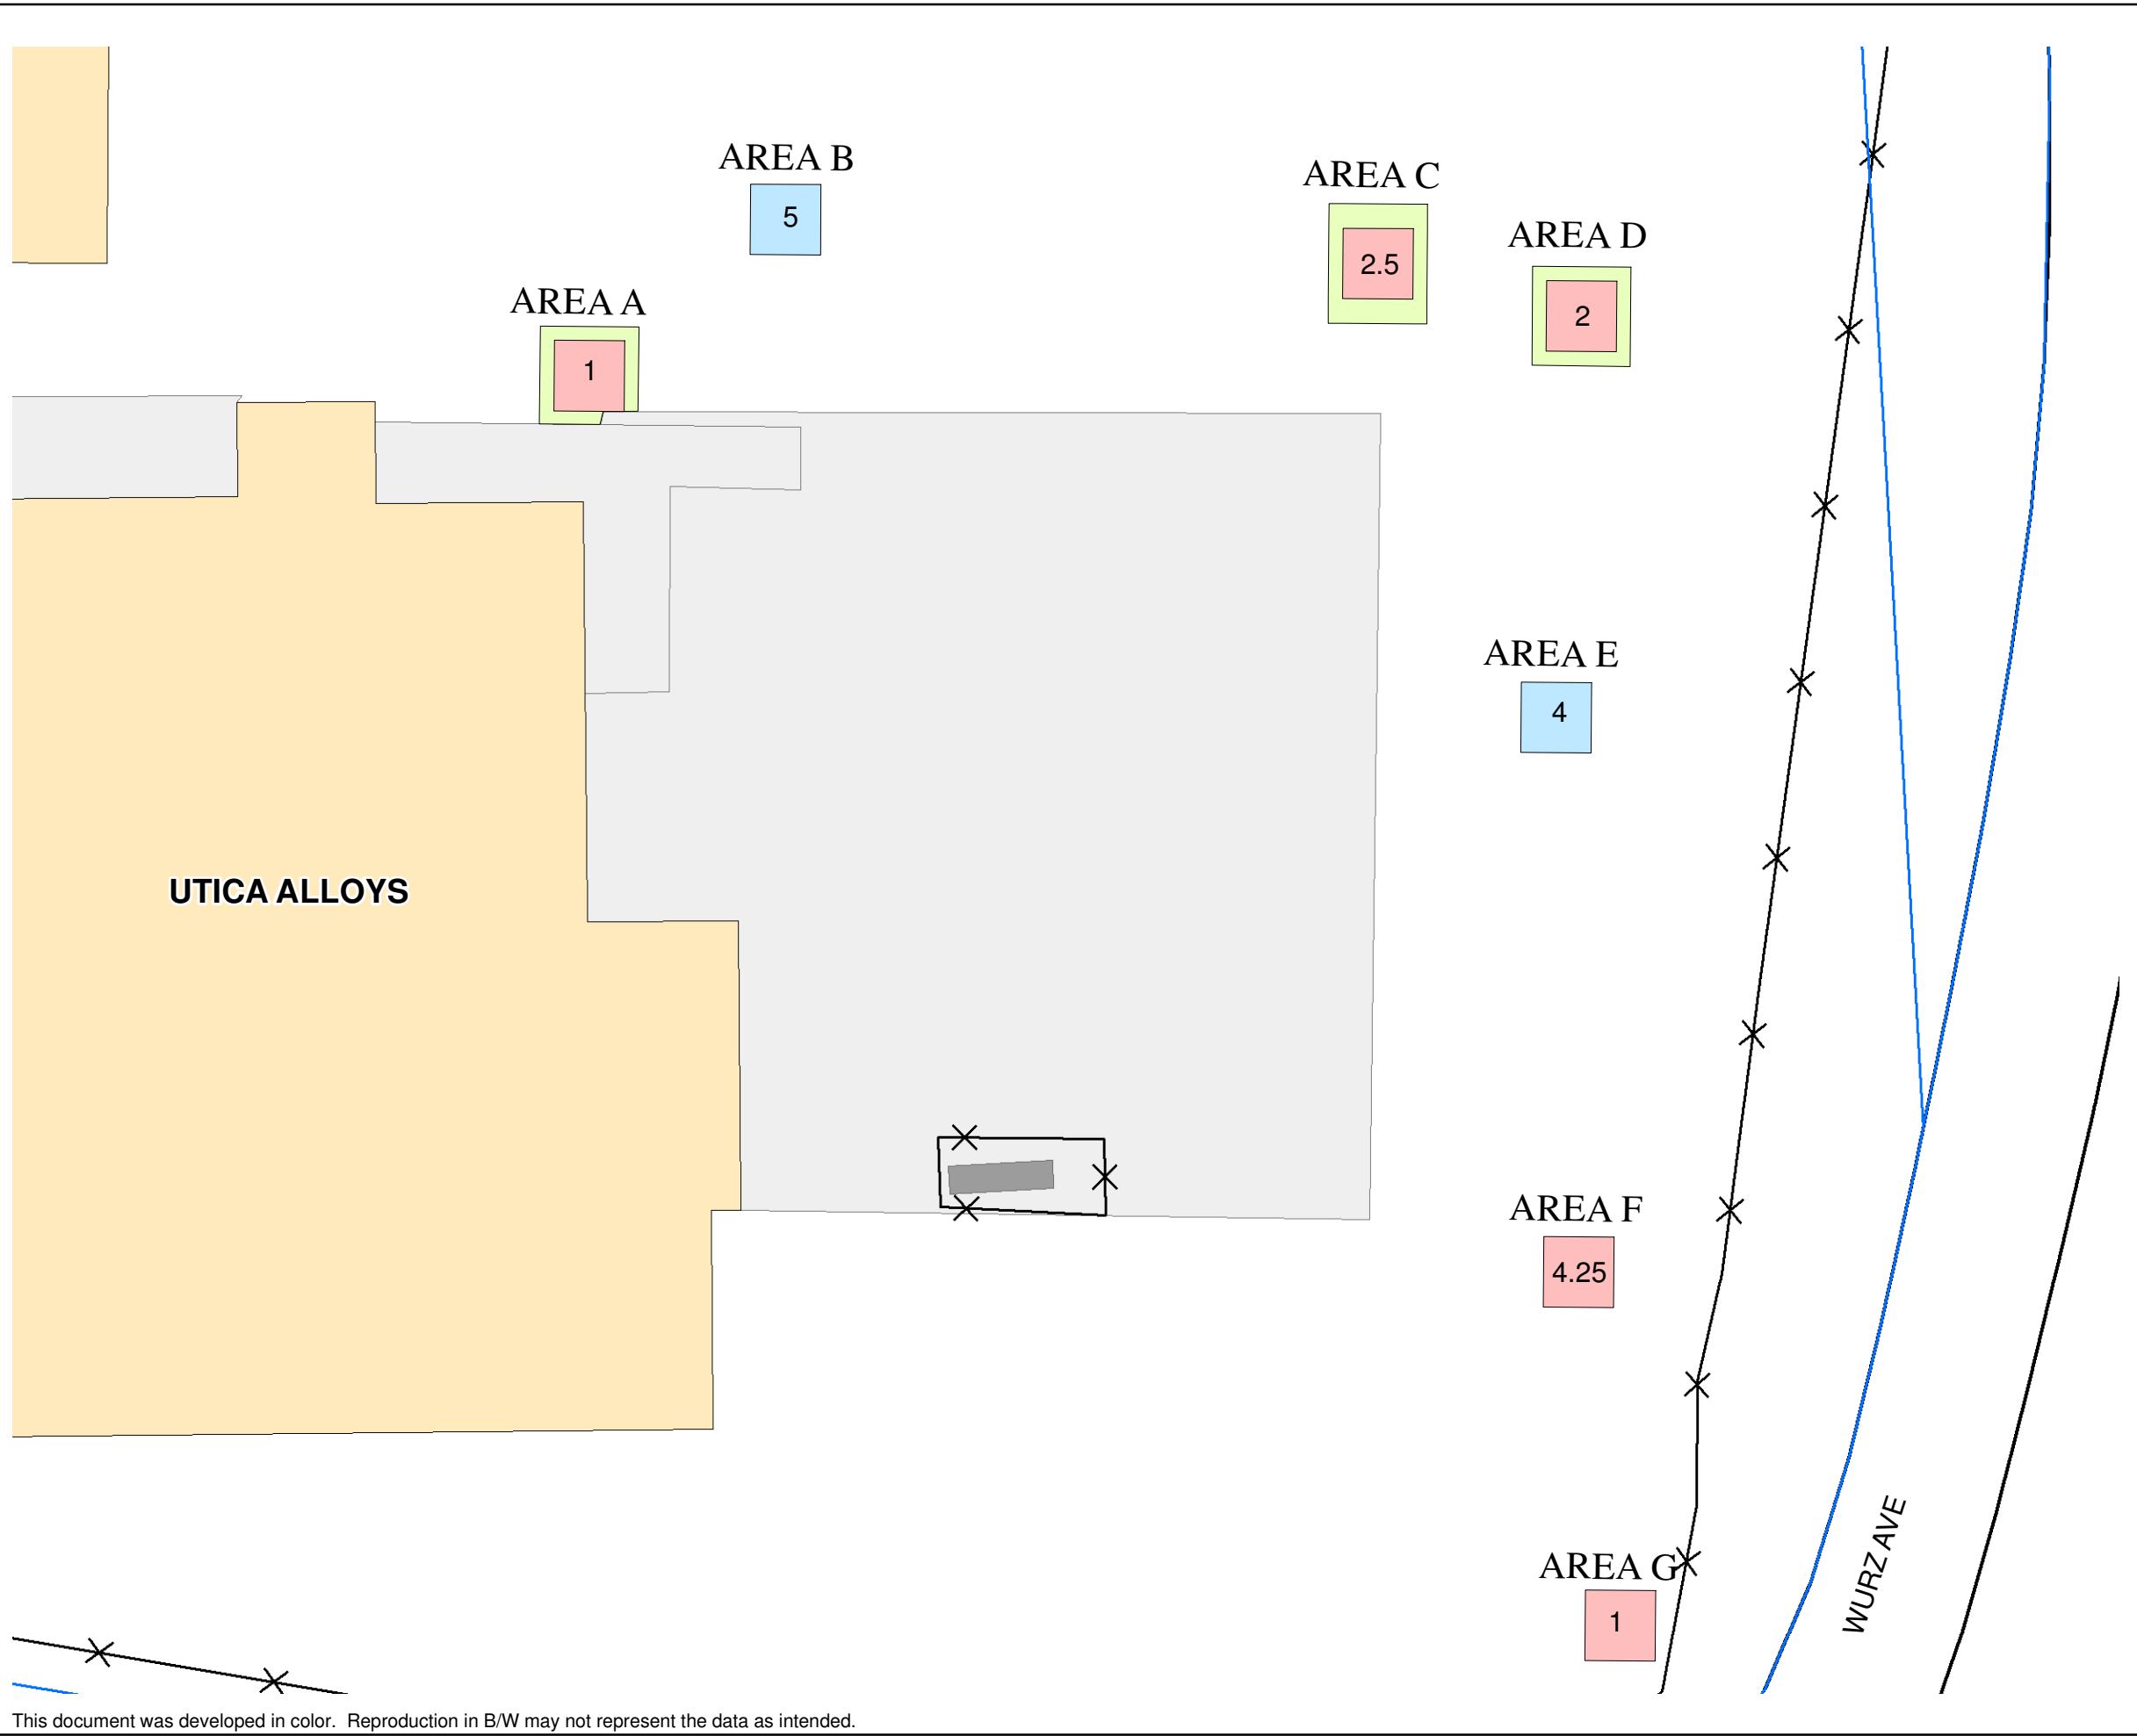 AREA B
5
AREA C
2.5
AREA D
2
AREA A
1
AREA E
4
UTICA ALLOYS
AREA F
4.25
AREA G
1
WURZ AVE
This document was developed in color. Reproduction in B/W may not represent the data as intended.